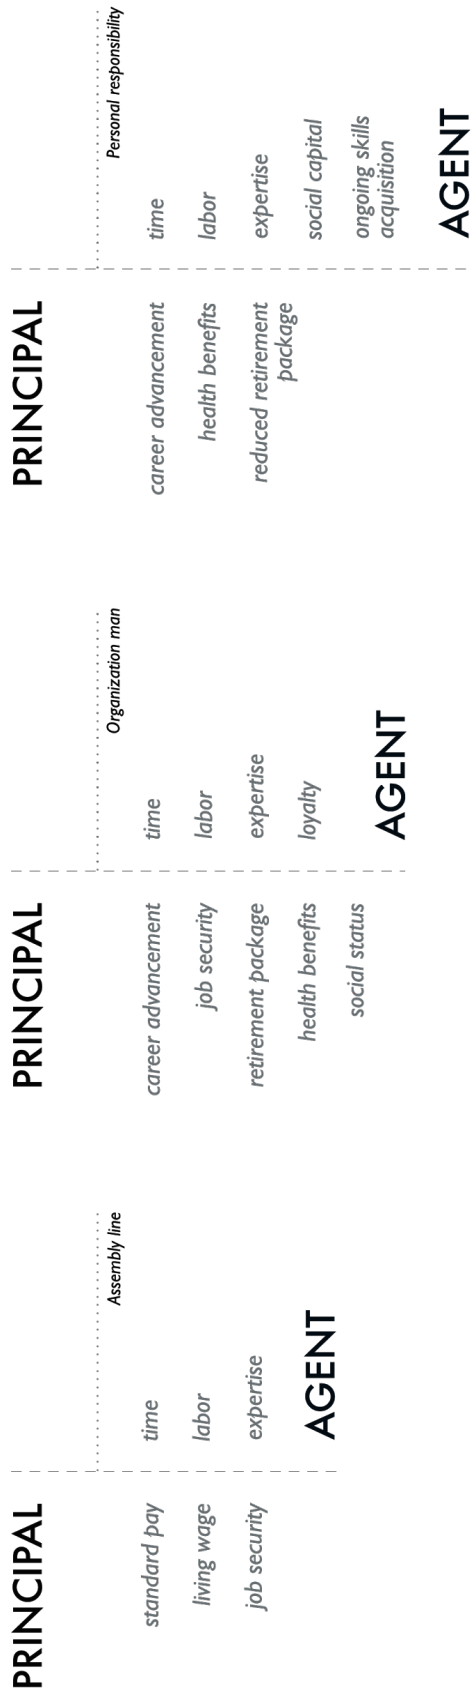 PRINCIPAL
Assembly line
standard pay
time
living wage
labor
job security
expertise
AGENT
PRINCIPAL
Organization man
career advancement
time
job security
labor
retirement package
expertise
health benefits
loyalty
social status
AGENT
PRINCIPAL
Personal responsibility
career advancement
time
health benefits
labor
reduced retirement
package
expertise
social capital
ongoing skills
acquisition
AGENT